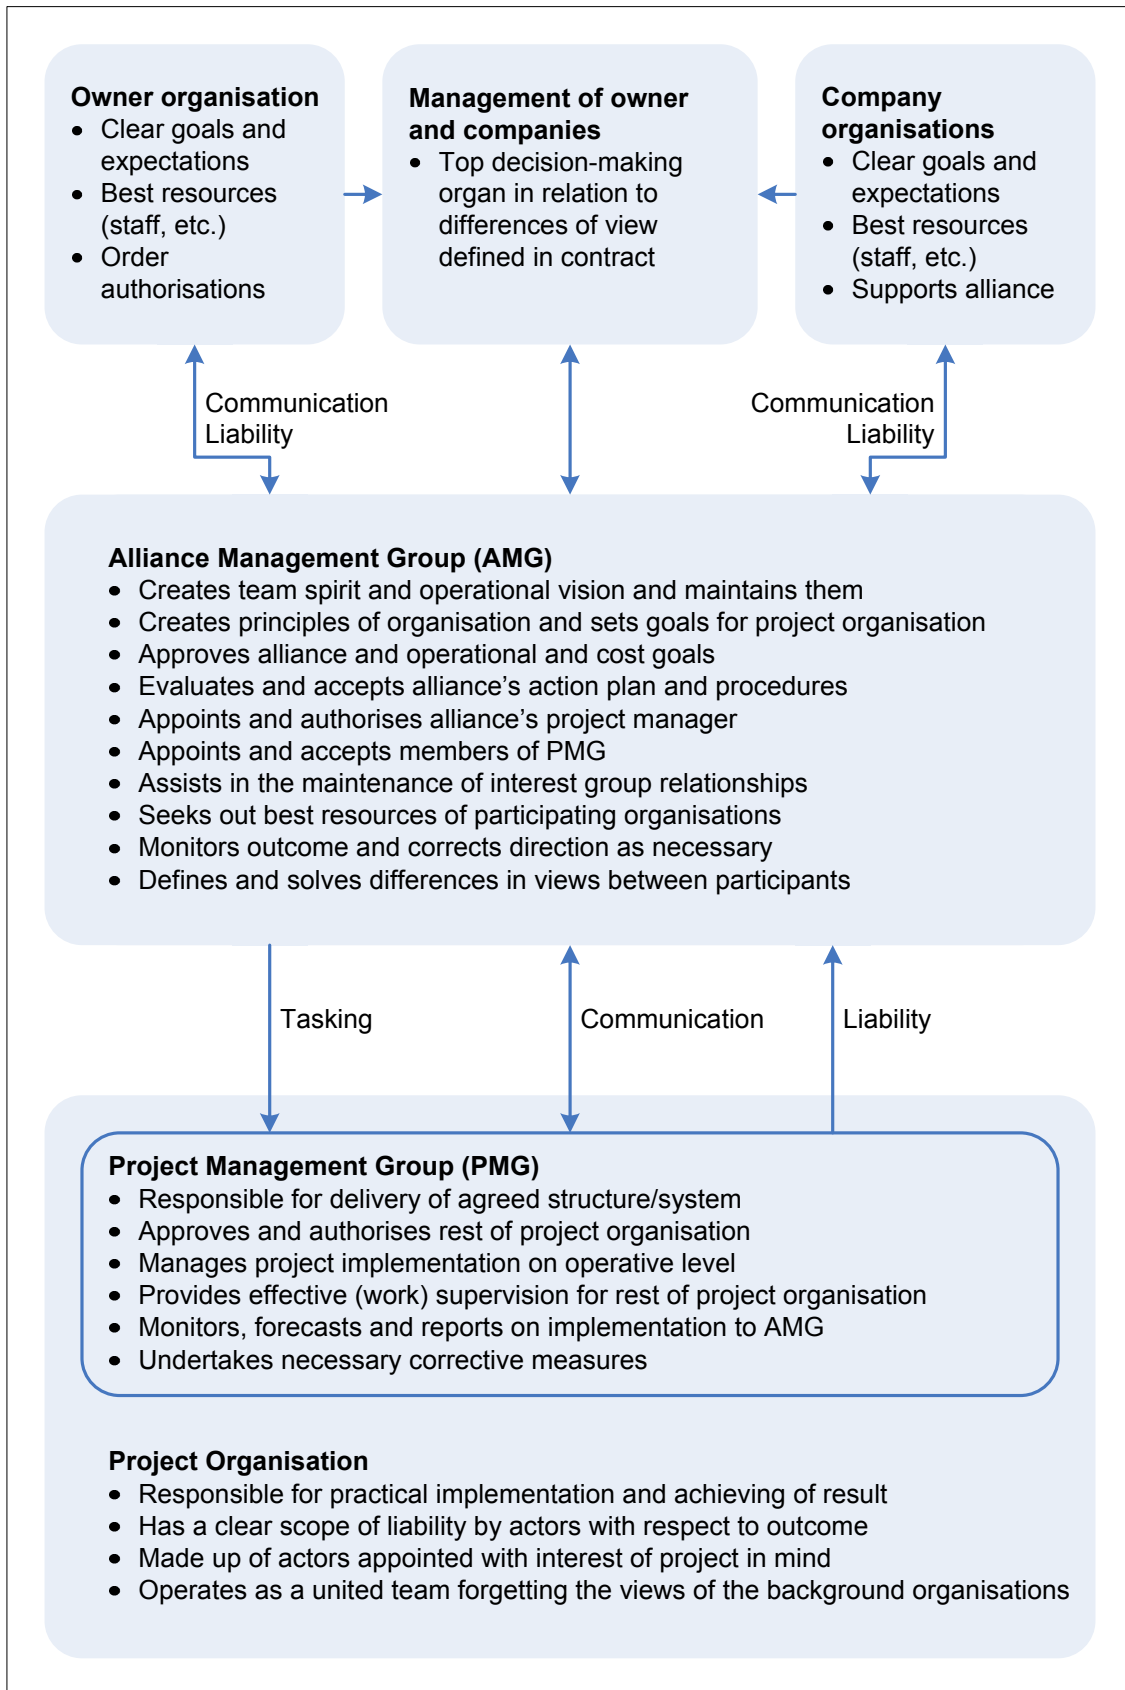 Owner organisation
• Clear goals and
expectations
• Best resources
(staff, etc.)
• Order
authorisations
Management of owner
and companies
• Top decision-making
organ in relation to
differences of view
defined in contract
Company
organisations
• Clear goals and
expectations
• Best resources
(staff, etc.)
• Supports alliance
Communication
Liability
Communication
Liability
Alliance Management Group (AMG)
• Creates team spirit and operational vision and maintains them
• Creates principles of organisation and sets goals for project organisation
• Approves alliance and operational and cost goals
• Evaluates and accepts alliance’s action plan and procedures
• Appoints and authorises alliance’s project manager
• Appoints and accepts members of PMG
• Assists in the maintenance of interest group relationships
• Seeks out best resources of participating organisations
• Monitors outcome and corrects direction as necessary
• Defines and solves differences in views between participants
Tasking
Communication
Liability
Project Management Group (PMG)
• Responsible for delivery of agreed structure/system
• Approves and authorises rest of project organisation
• Manages project implementation on operative level
• Provides effective (work) supervision for rest of project organisation
• Monitors, forecasts and reports on implementation to AMG
• Undertakes necessary corrective measures
Project Organisation
• Responsible for practical implementation and achieving of result
• Has a clear scope of liability by actors with respect to outcome
• Made up of actors appointed with interest of project in mind
• Operates as a united team forgetting the views of the background organisations